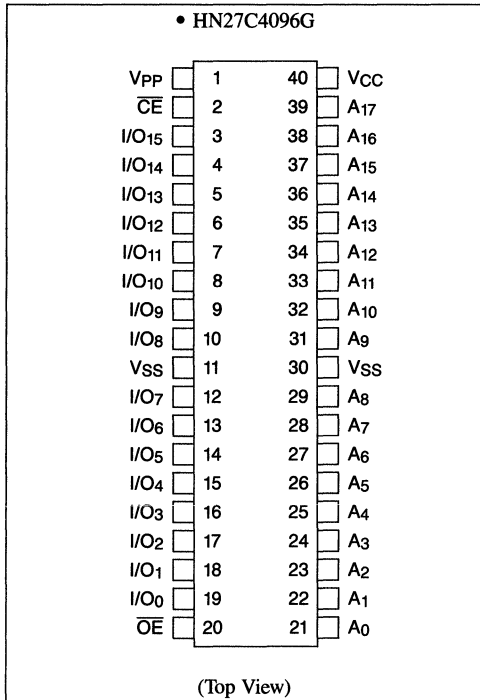 • HN27C4096G
VPP 1 40 VCC
C̅E̅ 2 39 A17
I/O15 3 38 A16
I/O14 4 37 A15
I/O13 5 36 A14
I/O12 6 35 A13
I/O11 7 34 A12
I/O10 8 33 A11
I/O9 9 32 A10
I/O8 10 31 A9
VSS 11 30 VSS
I/O7 12 29 A8
I/O6 13 28 A7
I/O5 14 27 A6
I/O4 15 26 A5
I/O3 16 25 A4
I/O2 17 24 A3
I/O1 18 23 A2
I/O0 19 22 A1
O̅E̅ 20 21 A0
(Top View)